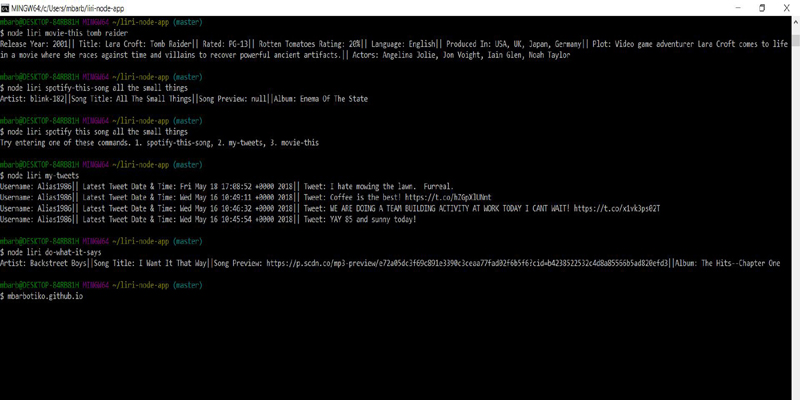 MINGW64:/c/Users/mbarb/liri-node-app
mbarb@DESKTOP-84RBB1H MINGW64 ~/liri-node-app (master)
$ node liri movie-this tomb raider
Release Year: 2001|| Title: Lara Croft: Tomb Raider|| Rated: PG-13|| Rotten Tomatoes Rating: 20%|| Language: English|| Produced In: USA, UK, Japan, Germany|| Plot: Video game adventurer Lara Croft comes to life
in a movie where she races against time and villains to recover powerful ancient artifacts.|| Actors: Angelina Jolie, Jon Voight, Iain Glen, Noah Taylor
mbarb@DESKTOP-84RBB1H MINGW64 ~/liri-node-app (master)
$ node liri spotify-this-song all the small things
Artist: blink-182||Song Title: All The Small Things||Song Preview: null||Album: Enema Of The State
mbarb@DESKTOP-84RBB1H MINGW64 ~/liri-node-app (master)
$ node liri spotify this song all the small things
Try entering one of these commands. 1. spotify-this-song, 2. my-tweets, 3. movie-this
mbarb@DESKTOP-84RBB1H MINGW64 ~/liri-node-app (master)
$ node liri my-tweets
Username: Alias1986|| Latest Tweet Date & Time: Fri May 18 17:08:52 +0000 2018|| Tweet: I hate mowing the lawn.  Funreal.
Username: Alias1986|| Latest Tweet Date & Time: Wed May 16 10:49:11 +0000 2018|| Tweet: Coffee is the best!
Username: Alias1986|| Latest Tweet Date & Time: Wed May 16 10:46:32 +0000 2018|| Tweet: WE ARE DOING A TEAM BUILDING ACTIVITY AT WORK TODAY I CANT WAIT! https://t.co/x1vk3ps02T
Username: Alias1986|| Latest Tweet Date & Time: Wed May 16 10:45:54 +0000 2018|| Tweet: YAY 85 and sunny today!
mbarb@DESKTOP-84RBB1H MINGW64 ~/liri-node-app (master)
$ node liri do-what-it-says
Artist: Backstreet Boys||Song Title: I Want It That Way||Song Preview: https://p.scdn.co/mp3-preview/e72a05dc3f69c891e3390c3ceaa77fad02f6b5f6?cid=b4238522532c4d8a85566b5ad820efd3||Album: The Hits--Chapter One
mbarb@DESKTOP-84RBB1H MINGW64 ~/liri-node-app (master)
$ mbarbotiko.github.io